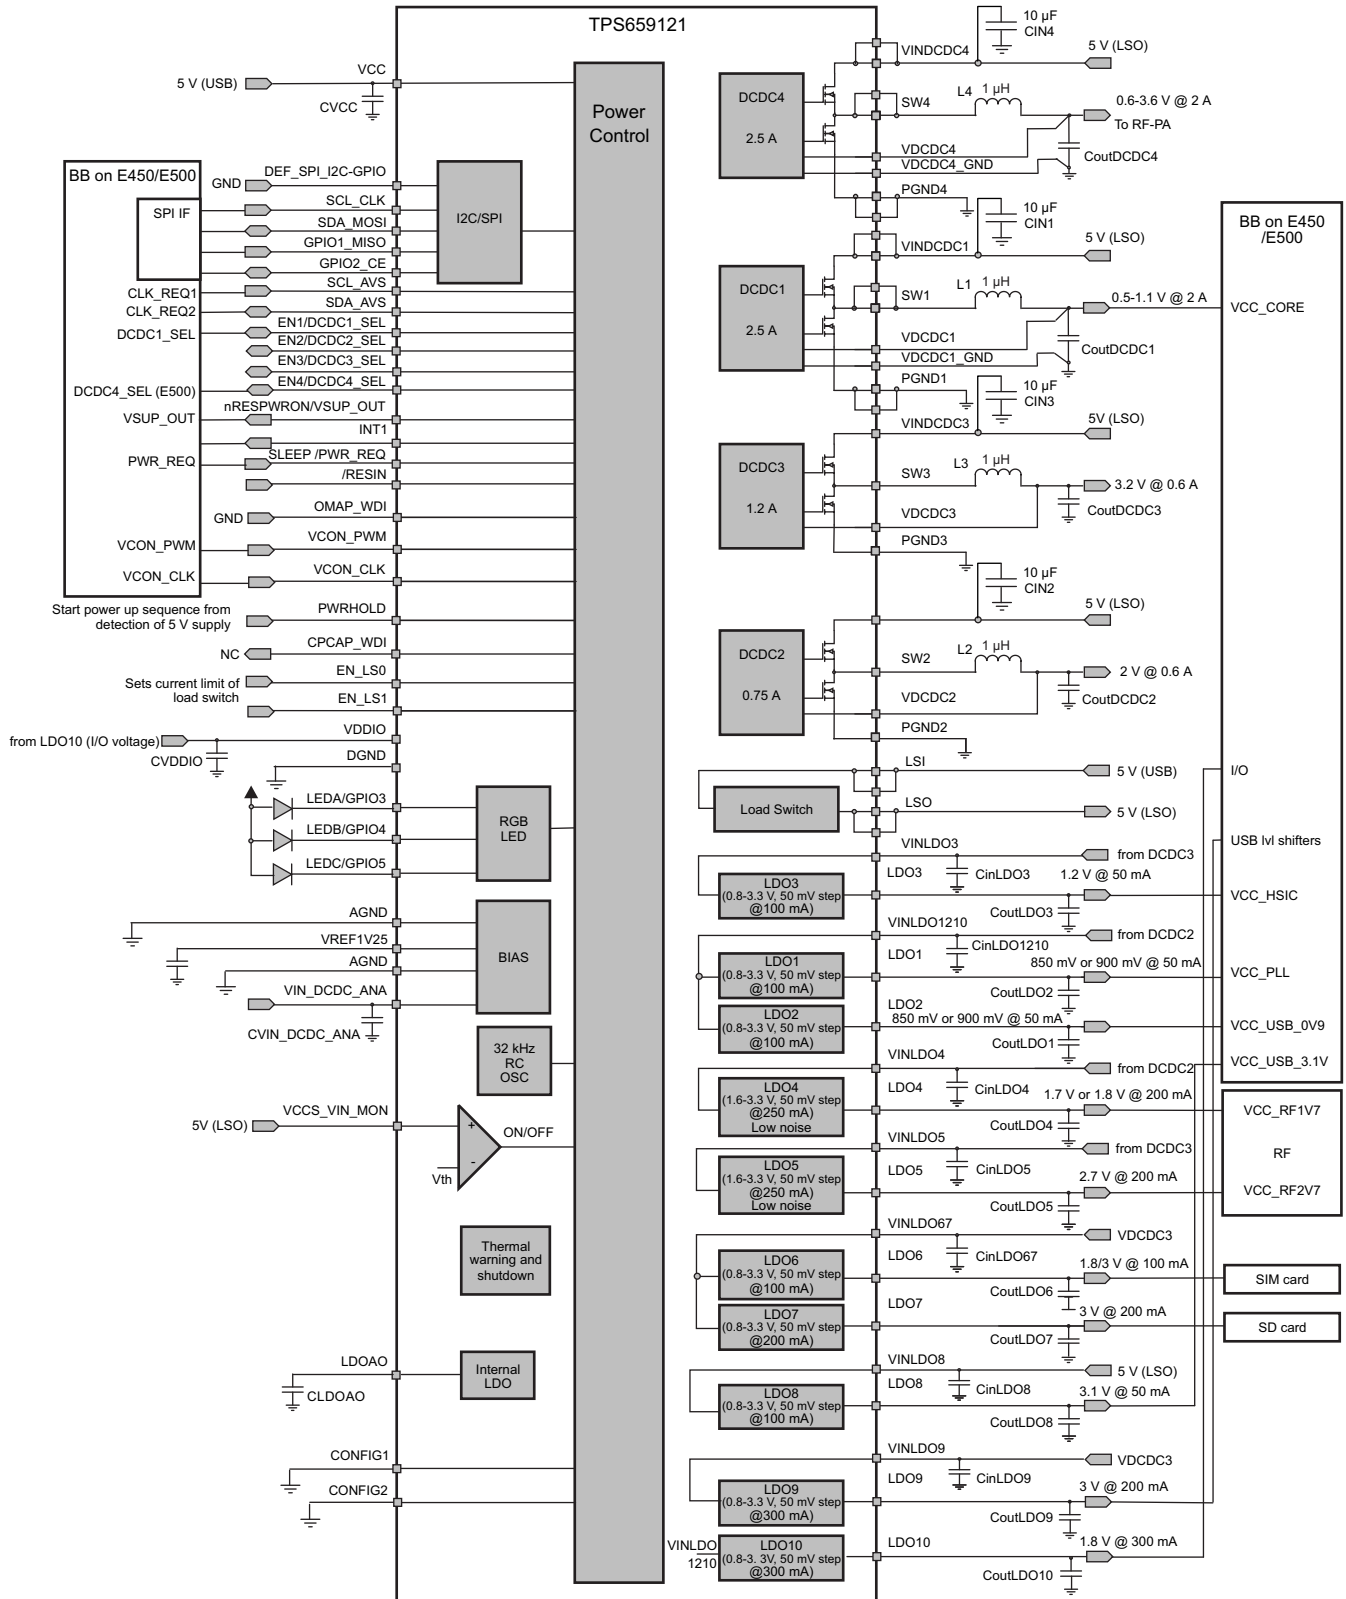 TPS659121
5 V (USB)
VCC
CVCC
Power
Control
BB on E450/E500
SPI IF
GND
DEF_SPI_I2C-GPIO
SCL_CLK
SDA_MOSI
GPIO1_MISO
GPIO2_CE
I2C/SPI
CLK_REQ1
SCL_AVS
CLK_REQ2
SDA_AVS
DCDC1_SEL
EN1/DCDC1_SEL
EN2/DCDC2_SEL
EN3/DCDC3_SEL
DCDC4_SEL (E500)
EN4/DCDC4_SEL
VSUP_OUT
nRESPWRON/VSUP_OUT
INT1
PWR_REQ
SLEEP /PWR_REQ
/RESIN
GND
OMAP_WDI
VCON_PWM
VCON_PWM
VCON_CLK
VCON_CLK
Start power up sequence from
detection of 5 V supply
PWRHOLD
NC
CPCAP_WDI
Sets current limit of
load switch
EN_LS0
EN_LS1
from LDO10 (I/O voltage)
VDDIO
CVDDIO
DGND
LEDA/GPIO3
LEDB/GPIO4
LEDC/GPIO5
RGB
LED
AGND
VREF1V25
AGND
VIN_DCDC_ANA
CVIN_DCDC_ANA
BIAS
32 kHz
RC
OSC
5V (LSO)
VCCS_VIN_MON
+
-
Vth
ON/OFF
Thermal
warning and
shutdown
LDOAO
CLDOAO
Internal
LDO
CONFIG1
CONFIG2
DCDC4
2.5 A
VINDCDC4
10 µF
CIN4
5 V (LSO)
SW4
L4
1 µH
0.6-3.6 V @ 2 A
To RF-PA
VDCDC4
VDCDC4_GND
CoutDCDC4
PGND4
DCDC1
2.5 A
VINDCDC1
10 µF
CIN1
5 V (LSO)
SW1
L1
1 µH
0.5-1.1 V @ 2 A
VDCDC1
VDCDC1_GND
CoutDCDC1
PGND1
DCDC3
1.2 A
VINDCDC3
10 µF
CIN3
5V (LSO)
SW3
L3
1 µH
3.2 V @ 0.6 A
VDCDC3
CoutDCDC3
PGND3
DCDC2
0.75 A
10 µF
CIN2
5 V (LSO)
SW2
L2
1 µH
2 V @ 0.6 A
VDCDC2
CoutDCDC2
PGND2
Load Switch
LSI
5 V (USB)
LSO
5 V (LSO)
VINLDO3
from DCDC3
LDO3
(0.8-3.3 V, 50 mV step
@100 mA)
LDO3
CinLDO3
1.2 V @ 50 mA
CoutLDO3
VINLDO1210
from DCDC2
CinLDO1210
LDO1
(0.8-3.3 V, 50 mV step
@100 mA)
LDO1
850 mV or 900 mV @ 50 mA
CoutLDO2
LDO2
(0.8-3.3 V, 50 mV step
@100 mA)
LDO2
850 mV or 900 mV @ 50 mA
CoutLDO1
VINLDO4
from DCDC2
LDO4
(1.6-3.3 V, 50 mV step
@250 mA)
Low noise
LDO4
CinLDO4
1.7 V or 1.8 V @ 200 mA
CoutLDO4
VINLDO5
from DCDC3
LDO5
(1.6-3.3 V, 50 mV step
@250 mA)
Low noise
LDO5
CinLDO5
2.7 V @ 200 mA
CoutLDO5
VINLDO67
VDCDC3
CinLDO67
LDO6
(0.8-3.3 V, 50 mV step
@100 mA)
LDO6
1.8/3 V @ 100 mA
CoutLDO6
LDO7
(0.8-3.3 V, 50 mV step
@200 mA)
LDO7
3 V @ 200 mA
CoutLDO7
VINLDO8
5 V (LSO)
LDO8
(0.8-3.3 V, 50 mV step
@100 mA)
LDO8
CinLDO8
3.1 V @ 50 mA
CoutLDO8
VINLDO9
VDCDC3
LDO9
(0.8-3.3 V, 50 mV step
@300 mA)
LDO9
CinLDO9
3 V @ 200 mA
CoutLDO9
VINLDO
1210
LDO10
(0.8-3. 3V, 50 mV step
@300 mA)
LDO10
1.8 V @ 300 mA
CoutLDO10
BB on E450
/E500
VCC_CORE
I/O
USB lvl shifters
VCC_HSIC
VCC_PLL
VCC_USB_0V9
VCC_USB_3.1V
VCC_RF1V7
RF
VCC_RF2V7
SIM card
SD card